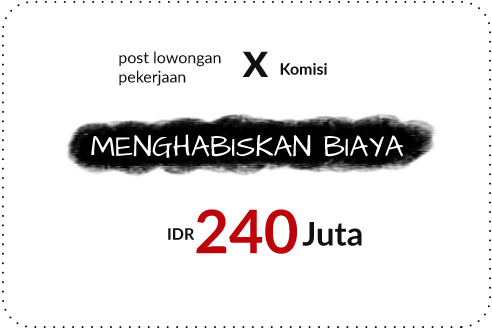 post lowongan
pekerjaan
X Komisi
MENGHABISKAN BIAYA
IDR 240 Juta